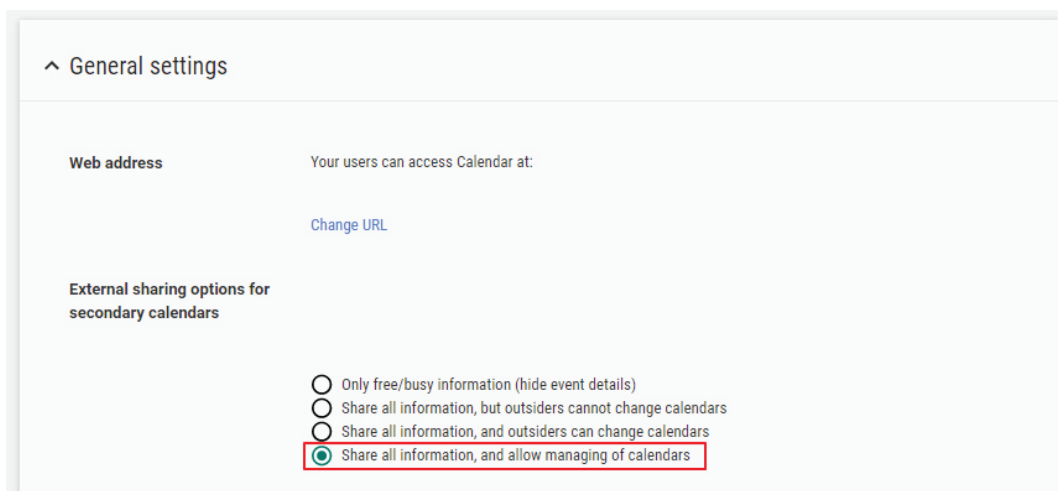 General settings
Web address
Your users can access Calendar at:
Change URL
External sharing options for
secondary calendars
Only free/busy information (hide event details)
Share all information, but outsiders cannot change calendars
Share all information, and outsiders can change calendars
Share all information, and allow managing of calendars